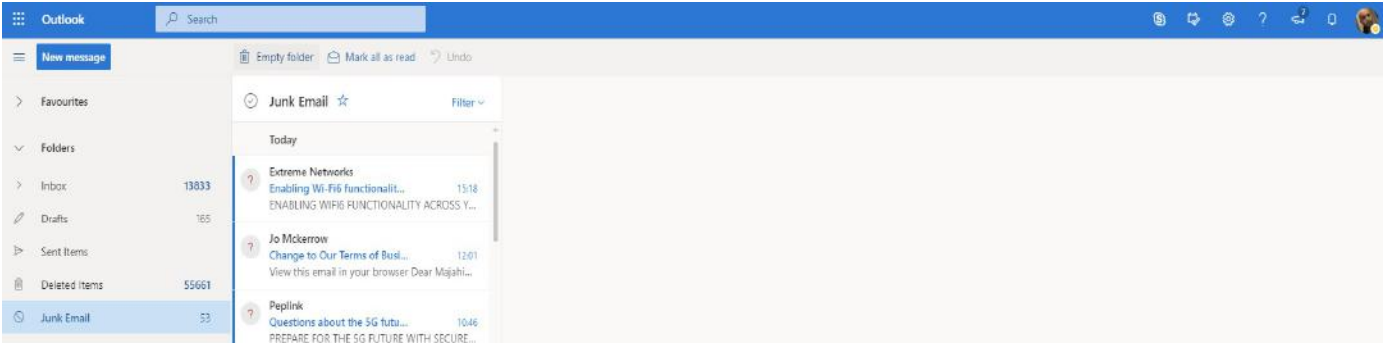 Outlook
Search
?
7
New message
Empty folder
Mark all as read
Undo
Favourites
Folders
Inbox 13833
Drafts 165
Sent Items
Deleted Items 55661
Junk Email 53
Junk Email
Filter
Today
?
Extreme Networks
Enabling Wi-Fi6 functionalit... 15:18
ENABLING WIFI6 FUNCTIONALITY ACROSS Y...
?
Jo Mckerrow
Change to Our Terms of Busi... 12:01
View this email in your browser Dear Majahi...
?
Peplink
Questions about the 5G futu... 10:46
PREPARE FOR THE 5G FUTURE WITH SECURE...